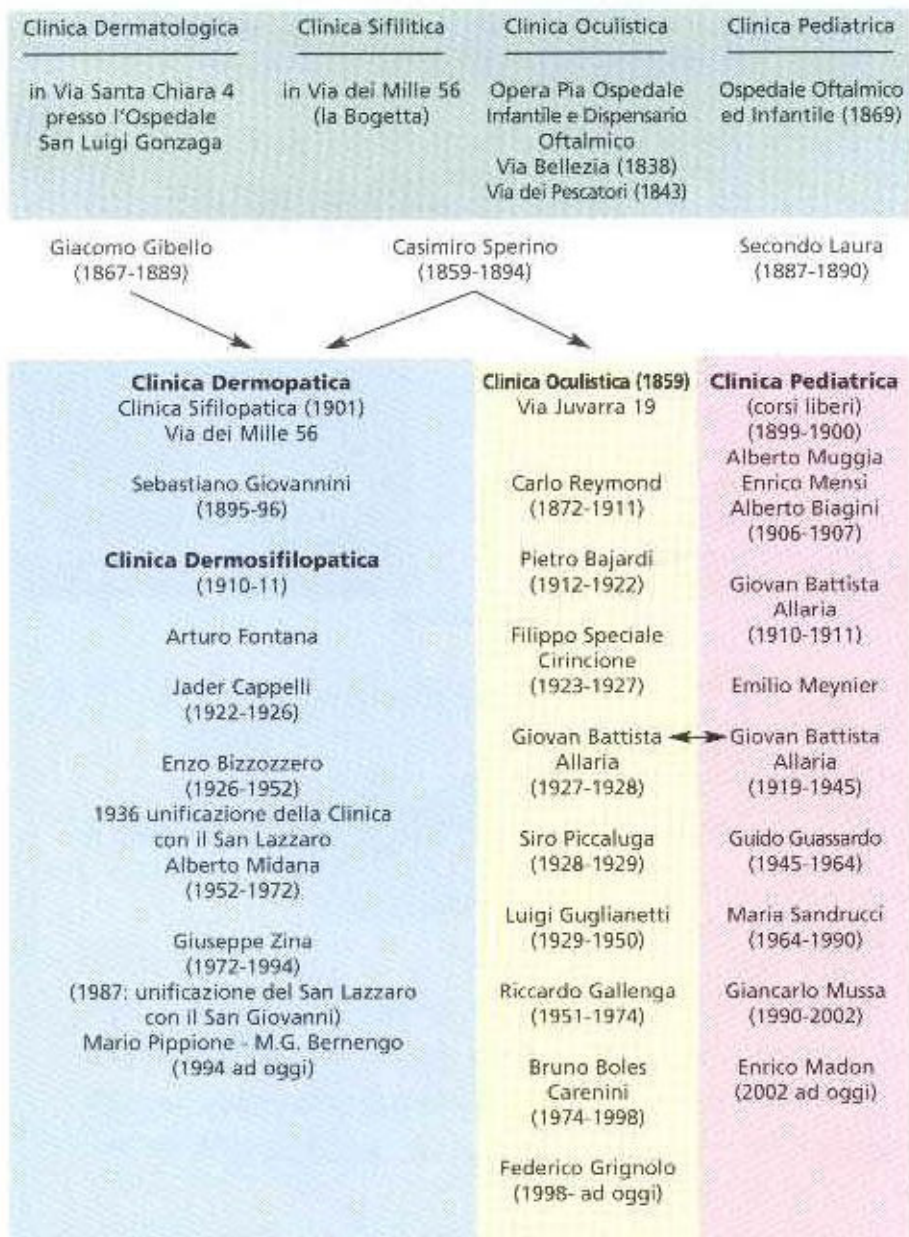 Clinica Dermatologica
in Via Santa Chiara 4
presso l'Ospedale
San Luigi Gonzaga
Clinica Sifilitica
in Via dei Mille 56
(la Bogetta)
Clinica Oculistica
Opera Pia Ospedale
Infantile e Dispensario
Oftalmico
Via Bellezia (1838)
Via dei Pescatori (1843)
Clinica Pediatrica
Ospedale Oftalmico
ed Infantile (1869)
Giacomo Gibello
(1867-1889)
Casimiro Sperino
(1859-1894)
Secondo Laura
(1887-1890)
Clinica Dermopatica
Clinica Sifilopatica (1901)
Via dei Mille 56
Sebastiano Giovannini
(1895-96)
Clinica Dermosifilopatica
(1910-11)
Arturo Fontana
Jader Cappelli
(1922-1926)
Enzo Bizzozzero
(1926-1952)
1936 unificazione della Clinica
con il San Lazzaro
Alberto Midana
(1952-1972)
Giuseppe Zina
(1972-1994)
(1987: unificazione del San Lazzaro
con il San Giovanni)
Mario Pippione - M.G. Bernengo
(1994 ad oggi)
Clinica Oculistica (1859)
Via Juvarra 19
Carlo Reymond
(1872-1911)
Pietro Bajardi
(1912-1922)
Filippo Speciale
Cirincione
(1923-1927)
Giovan Battista
Allaria
(1927-1928)
Siro Piccaluga
(1928-1929)
Luigi Guglianetti
(1929-1950)
Riccardo Gallenga
(1951-1974)
Bruno Boles
Carenini
(1974-1998)
Federico Grignolo
(1998- ad oggi)
Clinica Pediatrica
(corsi liberi)
(1899-1900)
Alberto Muggia
Enrico Mensi
Alberto Biagini
(1906-1907)
Giovan Battista
Allaria
(1910-1911)
Emilio Meynier
Giovan Battista
Allaria
(1919-1945)
Guido Guassardo
(1945-1964)
Maria Sandrucci
(1964-1990)
Giancarlo Mussa
(1990-2002)
Enrico Madon
(2002 ad oggi)